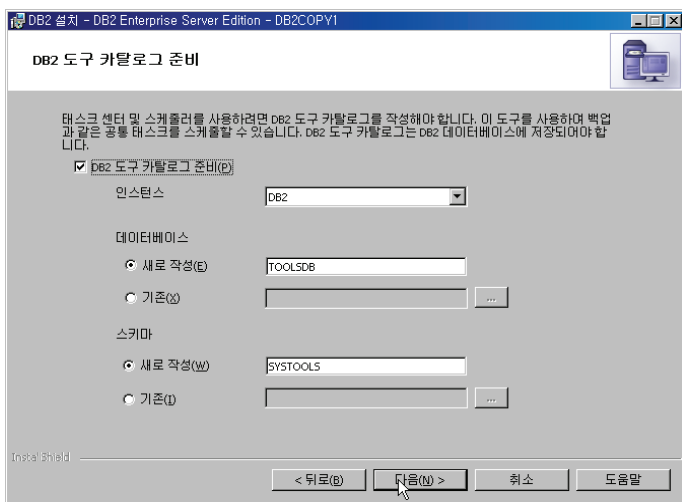 DB2 설치 - DB2 Enterprise Server Edition - DB2COPY1
DB2 도구 카탈로그 준비
태스크 센터 및 스케줄러를 사용하려면 DB2 도구 카탈로그를 작성해야 합니다. 이 도구를 사용하여 백업
과 같은 공통 태스크를 스케줄할 수 있습니다. DB2 도구 카탈로그는 DB2 데이터베이스에 저장되어야 합
니다.
DB2 도구 카탈로그 준비(P)
인스턴스 DB2
데이터베이스
새로 작성(E) TOOLSDB
기존(X) ...
스키마
새로 작성(W) SYSTOOLS
기존(I) ...
InstallShield
< 뒤로(B) 다음(N) > 취소 도움말